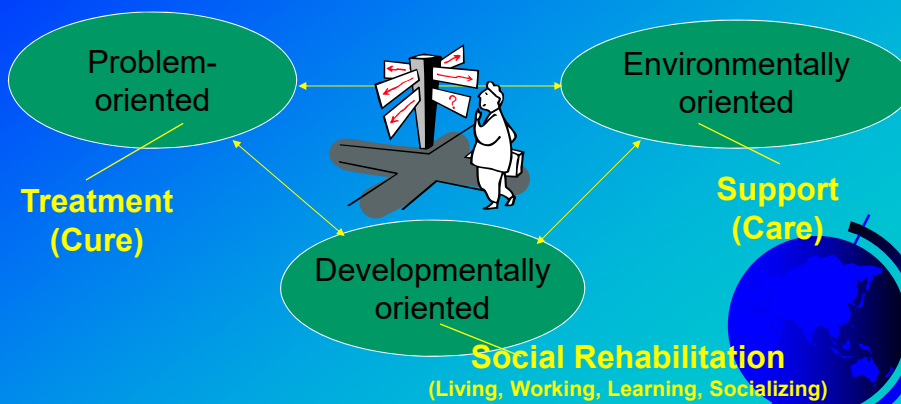 Problem-
oriented
Environmentally
oriented
?
Treatment
(Cure)
Support
(Care)
Developmentally
oriented
Social Rehabilitation
(Living, Working, Learning, Socializing)